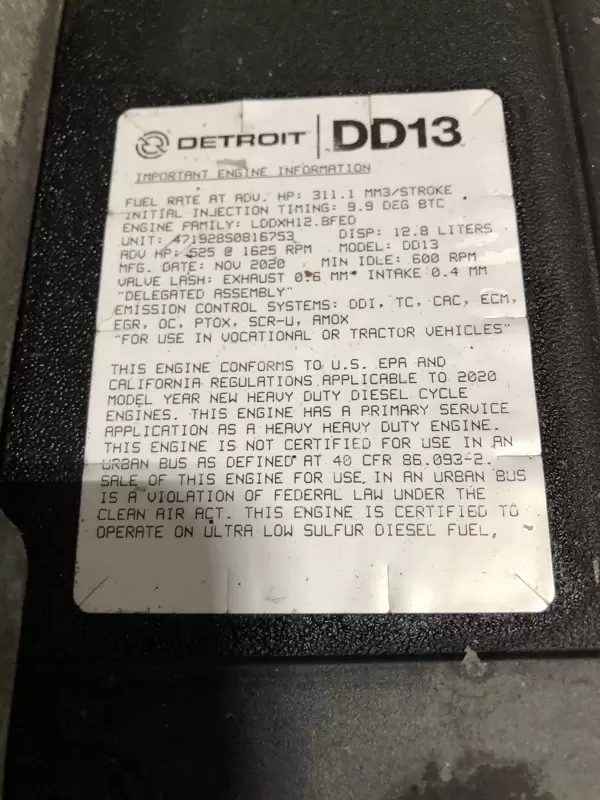 DETROIT | DD13
IMPORTANT ENGINE INFORMATION
FUEL RATE AT ADV. HP: 311.1 MM3/STROKE
INITIAL INJECTION TIMING: 9.9 DEG BTC
ENGINE FAMILY: LDDXH12.8FED
UNIT: 471928S0816753 DISP: 12.8 LITERS
ADV HP: 525 @ 1625 RPM MODEL: DD13
MFG. DATE: NOV 2020 MIN IDLE: 600 RPM
VALVE LASH: EXHAUST 0.6 MM* INTAKE 0.4 MM
"DELEGATED ASSEMBLY"
EMISSION CONTROL SYSTEMS: DDI, TC, CAC, ECM,
EGR, OC, PTOX, SCR-U, AMOX
"FOR USE IN VOCATIONAL OR TRACTOR VEHICLES"
THIS ENGINE CONFORMS TO U.S. EPA AND
CALIFORNIA REGULATIONS APPLICABLE TO 2020
MODEL YEAR NEW HEAVY DUTY DIESEL CYCLE
ENGINES. THIS ENGINE HAS A PRIMARY SERVICE
APPLICATION AS A HEAVY HEAVY DUTY ENGINE.
THIS ENGINE IS NOT CERTIFIED FOR USE IN AN
URBAN BUS AS DEFINED AT 40 CFR 86.093-2.
SALE OF THIS ENGINE FOR USE IN AN URBAN BUS
IS A VIOLATION OF FEDERAL LAW UNDER THE
CLEAN AIR ACT. THIS ENGINE IS CERTIFIED TO
OPERATE ON ULTRA LOW SULFUR DIESEL FUEL.